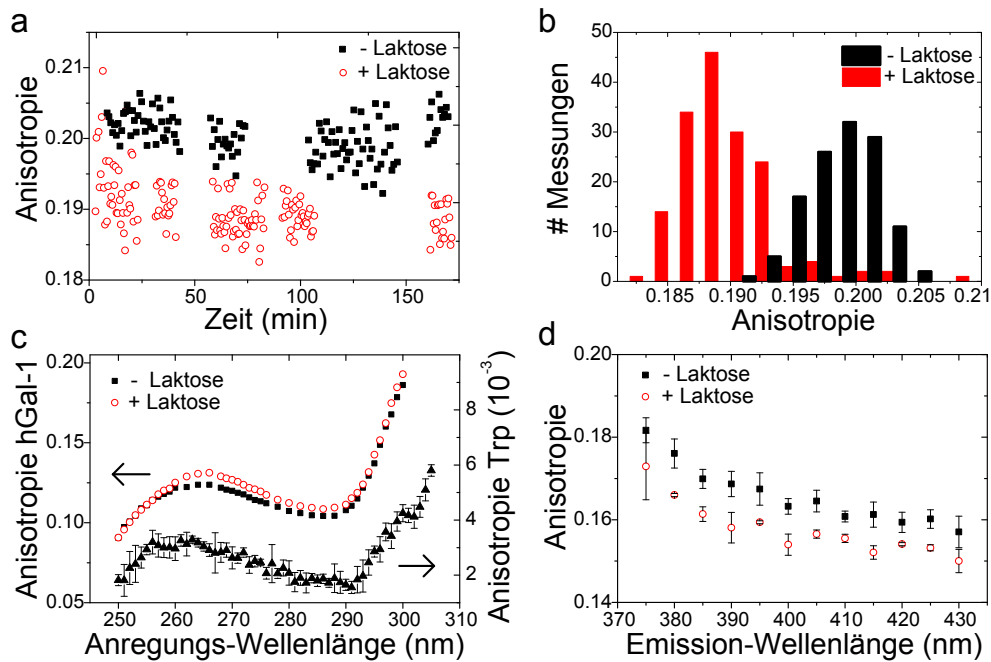 a
- Laktose
+ Laktose
Anisotropie
0.21
0.20
0.19
0.18
0 50 100 150
Zeit (min)
b
- Laktose
+ Laktose
# Messungen
50
40
30
20
10
0
0.185 0.190 0.195 0.200 0.205 0.21
Anisotropie
c
- Laktose
+ Laktose
Anisotropie hGal-1
0.20
0.15
0.10
0.05
Anisotropie Trp (10⁻³)
8
6
4
2
250 260 270 280 290 300 310
Anregungs-Wellenlänge (nm)
d
- Laktose
+ Laktose
Anisotropie
0.20
0.18
0.16
0.14
370 380 390 400 410 420 430
Emission-Wellenlänge (nm)